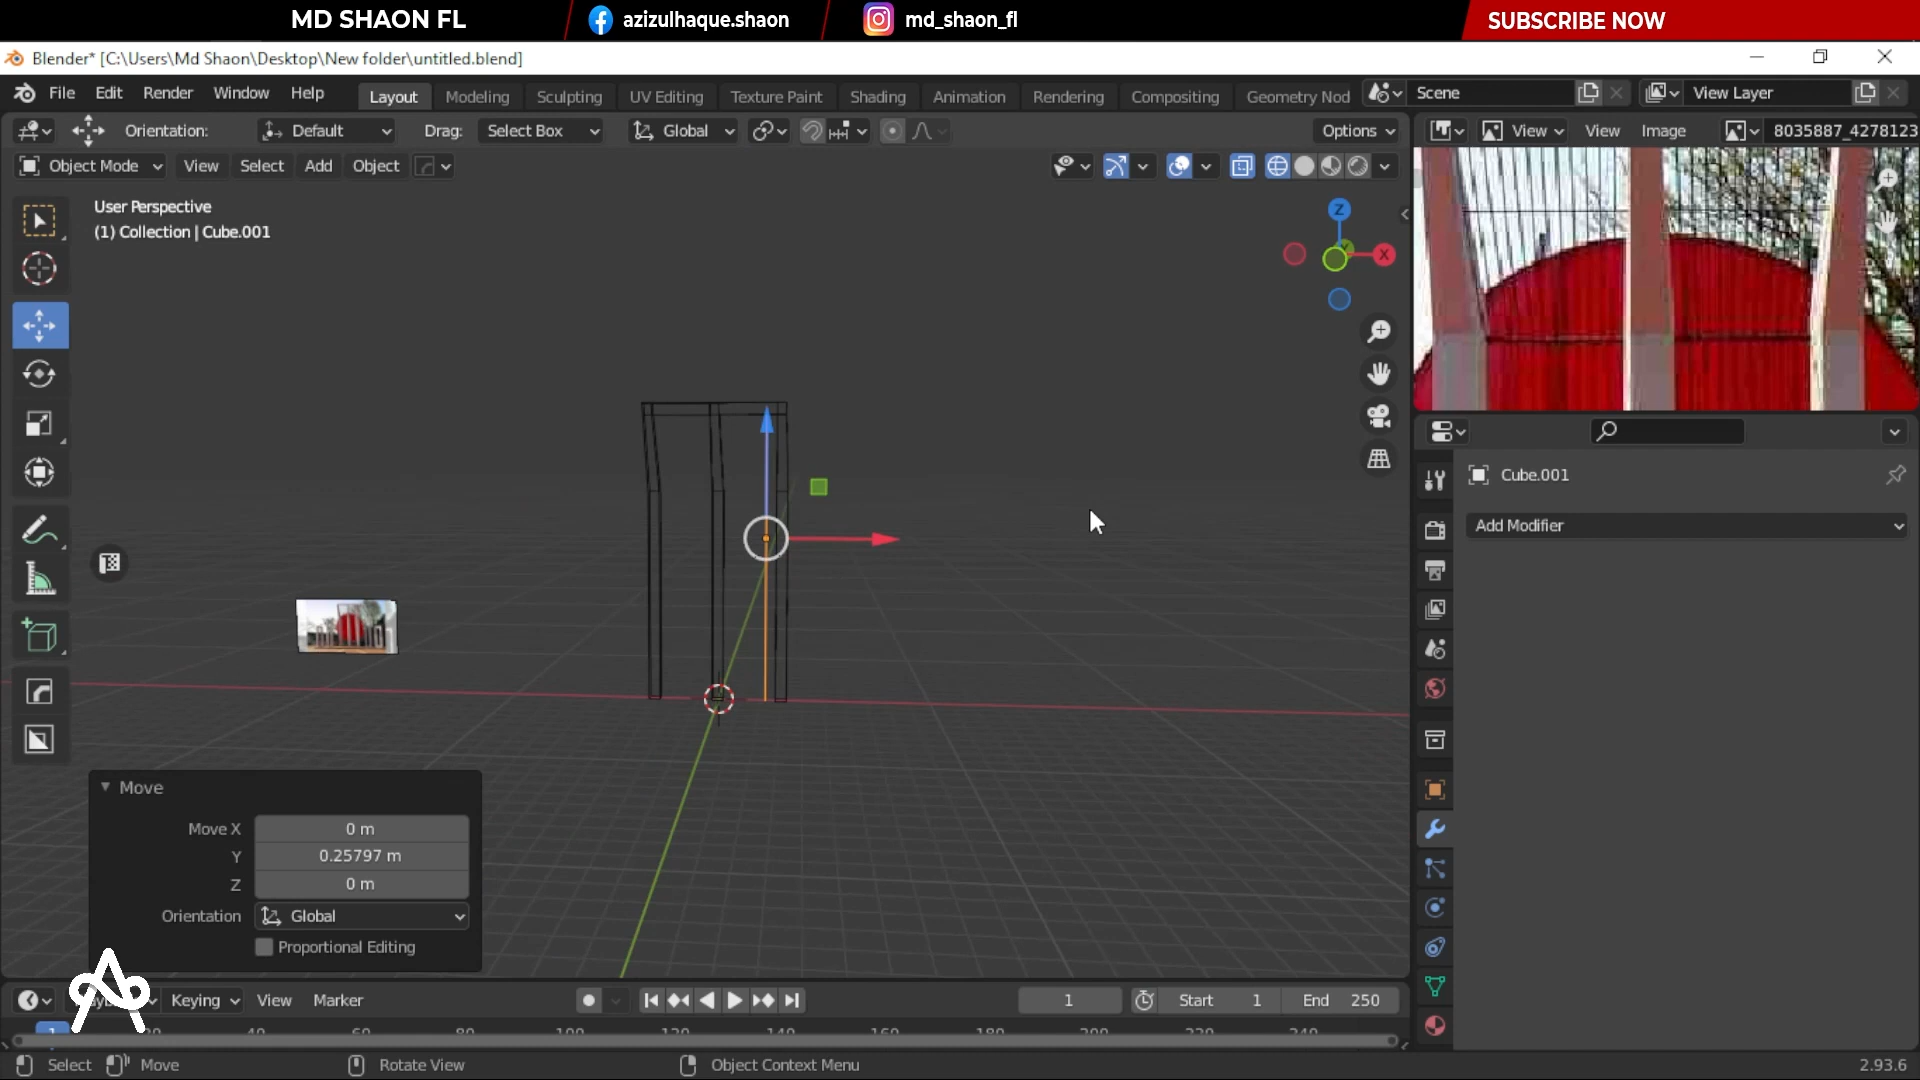 MD SHAON FL
azizulhaque.shaon
md_shaon_fl
SUBSCRIBE NOW
Blender* [C:\Users\Md Shaon\Desktop\New folder\untitled.blend]
File Edit Render Window Help
Layout Modeling Sculpting UV Editing Texture Paint Shading Animation Rendering Compositing Geometry Nod
Scene
View Layer
Orientation: Default Drag: Select Box Global Options
View View Image 8035887_4278123
Object Mode View Select Add Object
User Perspective
(1) Collection | Cube.001
Z
X
Cube.001
Add Modifier
Move
Move X 0 m
Y 0.25797 m
Z 0 m
Orientation Global
Proportional Editing
Keying View Marker
1
Start 1
End 250
1
Select Move Rotate View Object Context Menu 2.93.6